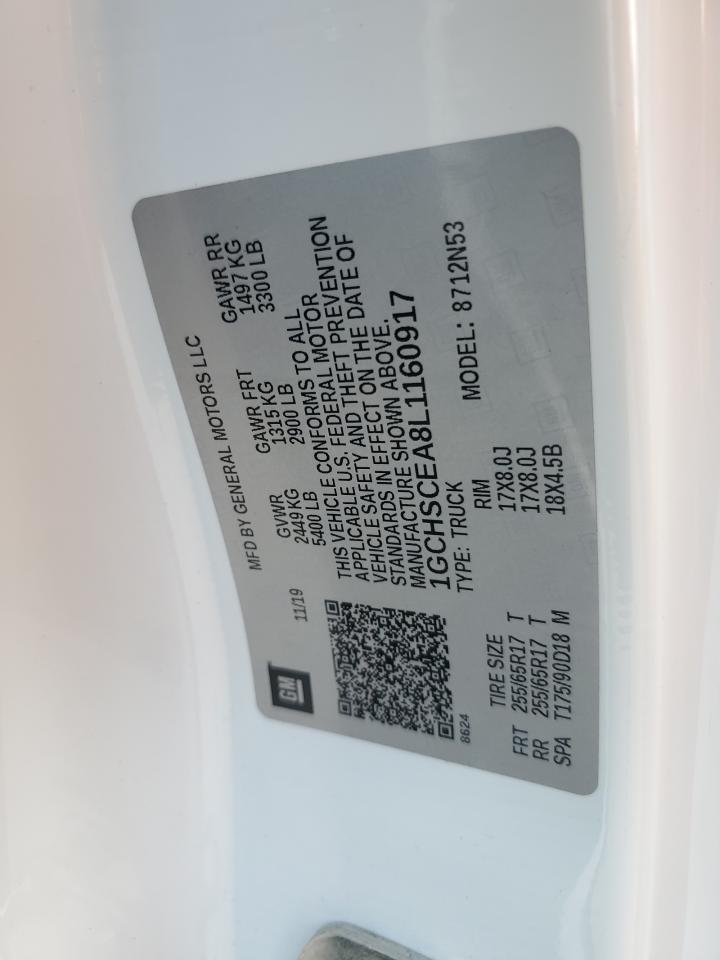 GM
MFD BY GENERAL MOTORS LLC
11/19
GVWR GAWR FRT GAWR RR
2449 KG 1315 KG 1497 KG
5400 LB 2900 LB 3300 LB
THIS VEHICLE CONFORMS TO ALL
APPLICABLE U.S. FEDERAL MOTOR
VEHICLE SAFETY AND THEFT PREVENTION
STANDARDS IN EFFECT ON THE DATE OF
MANUFACTURE SHOWN ABOVE.
1GCHSCEA8L1160917
8624
TYPE: TRUCK MODEL: 8712N53
TIRE SIZE RIM
FRT 255/65R17 T 17X8.0J
RR 255/65R17 T 17X8.0J
SPA T175/90D18 M 18X4.5B